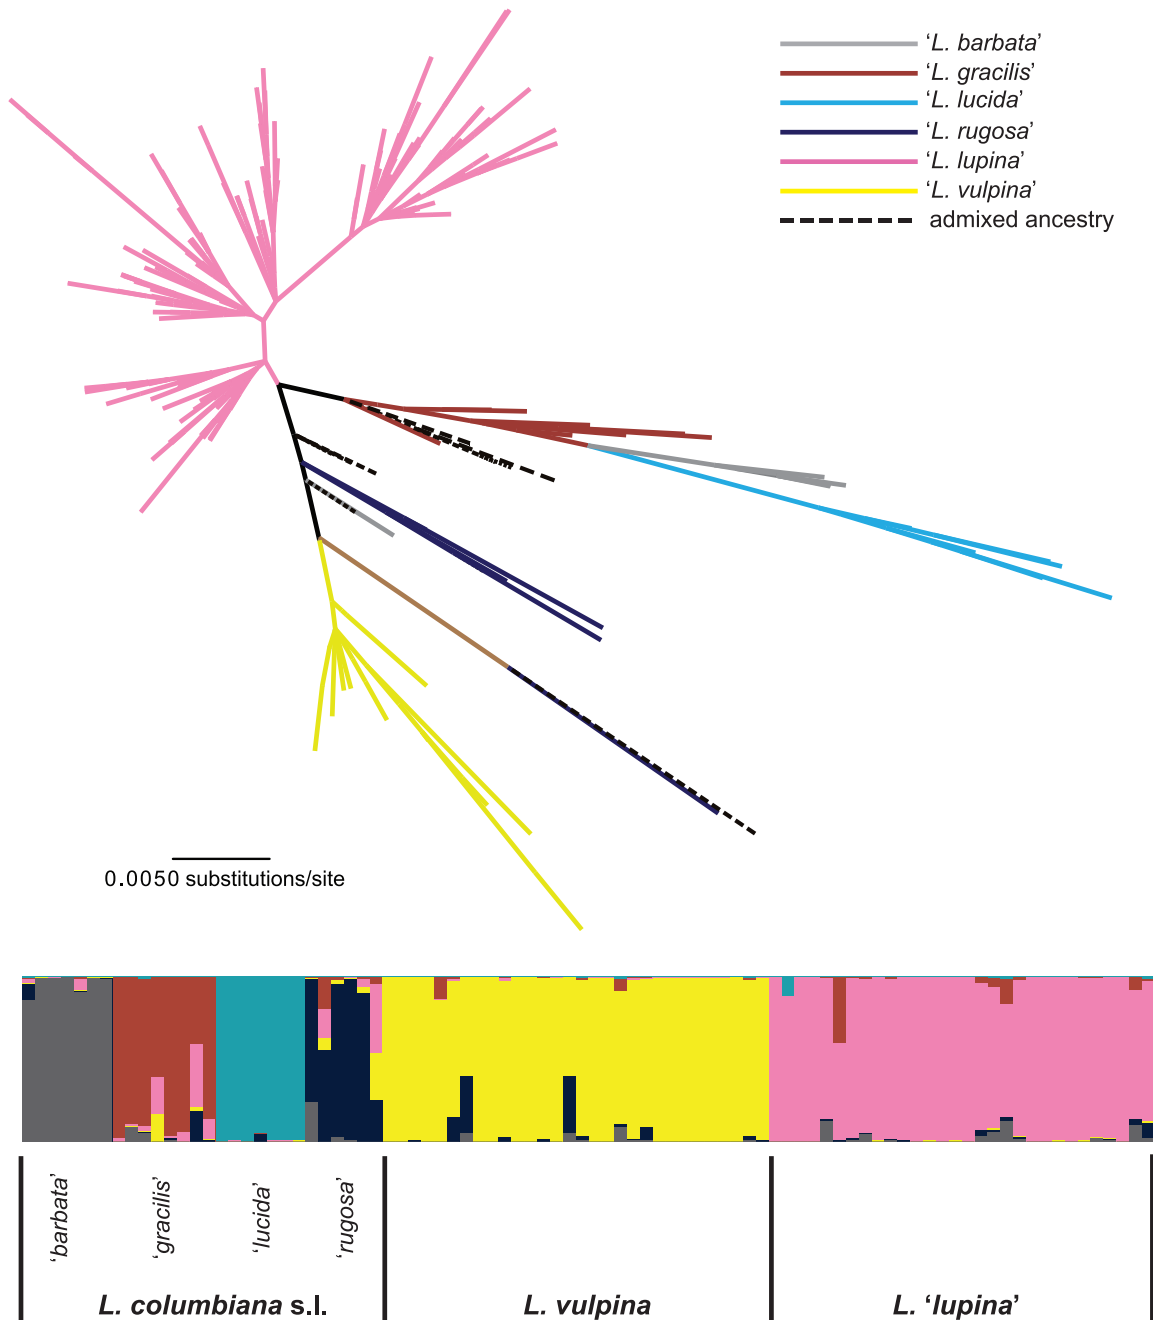 ‘L. barbata’
‘L. gracilis’
‘L. lucida’
‘L. rugosa’
‘L. lupina’
‘L. vulpina’
admixed ancestry
0.0050 substitutions/site
‘barbata’
‘gracilis’
‘lucida’
‘rugosa’
L. columbiana s.l.
L. vulpina
L. ‘lupina’